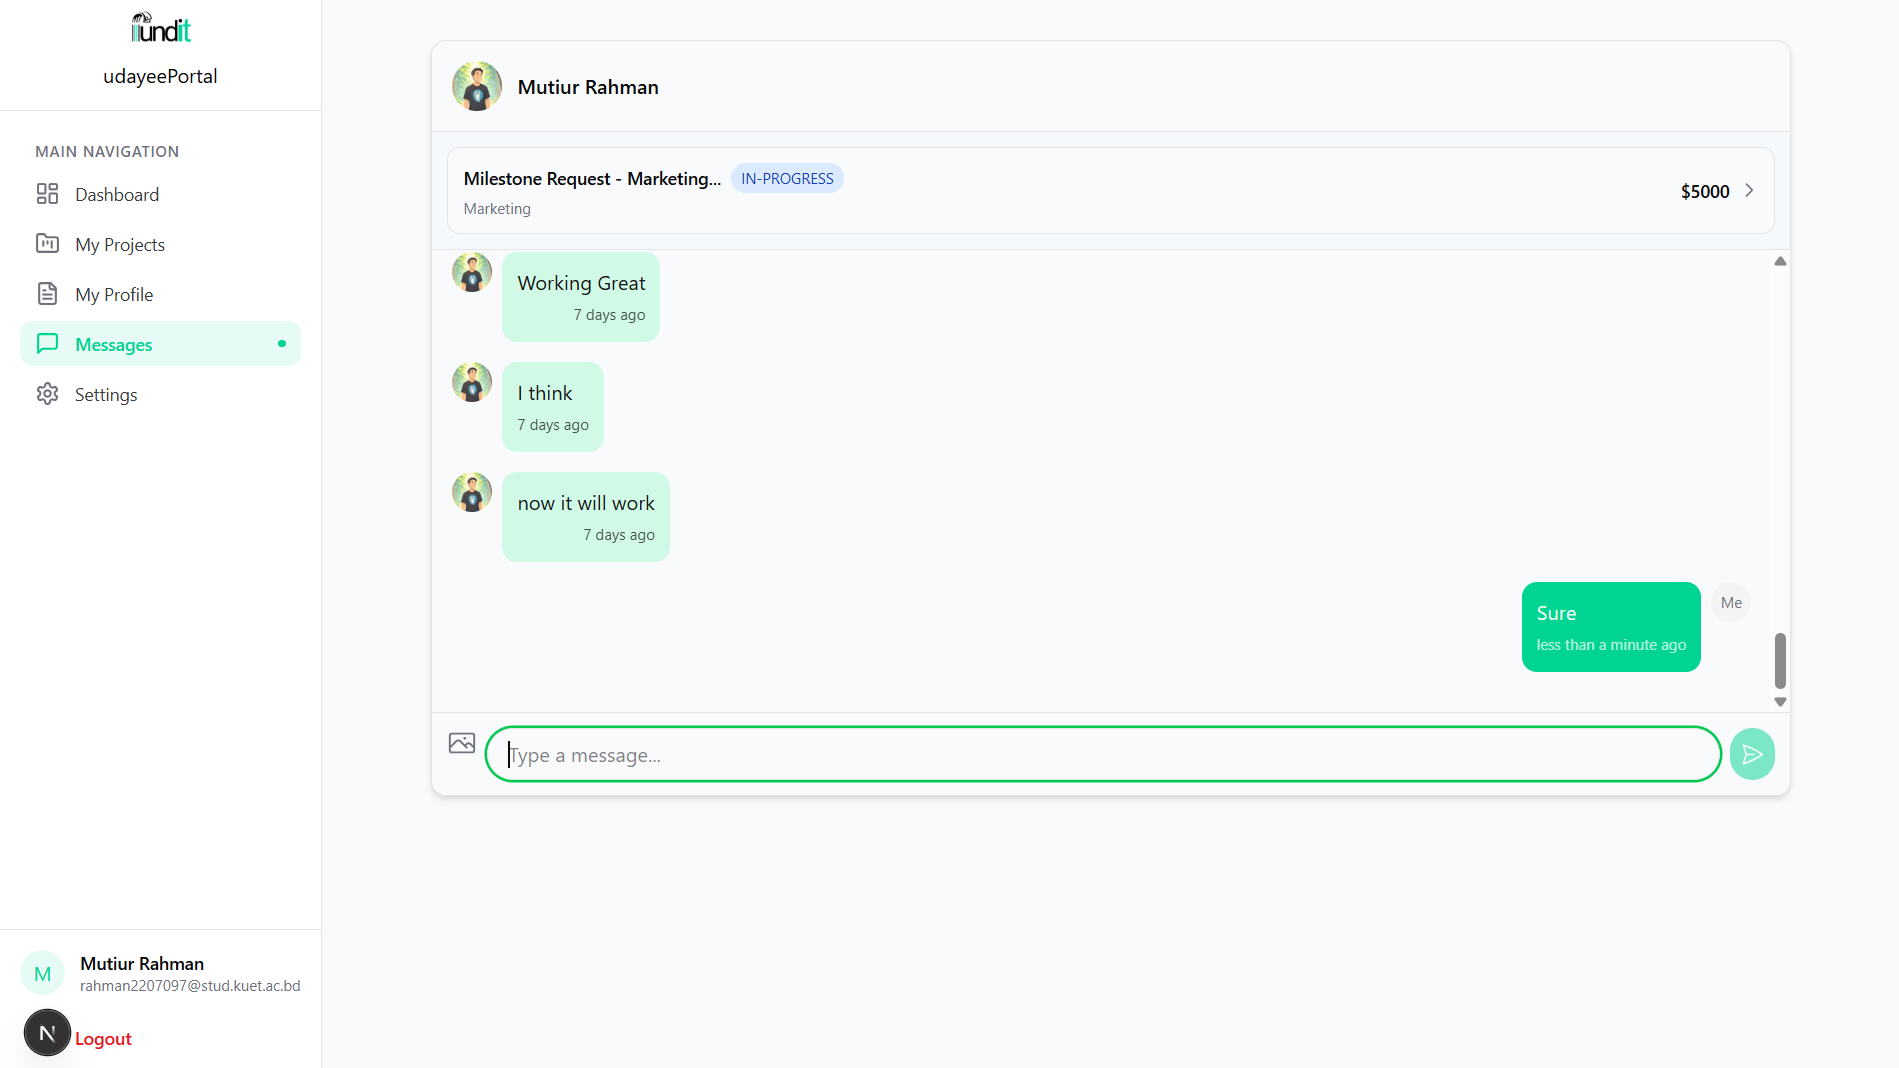 fundit
udayeePortal
MAIN NAVIGATION
Dashboard
My Projects
My Profile
Messages
Settings
Mutiur Rahman
rahman2207097@stud.kuet.ac.bd
N
Logout
M
Mutiur Rahman
Milestone Request - Marketing... IN-PROGRESS
Marketing
$5000
Working Great
7 days ago
I think
7 days ago
now it will work
7 days ago
Sure
less than a minute ago
Me
Type a message...